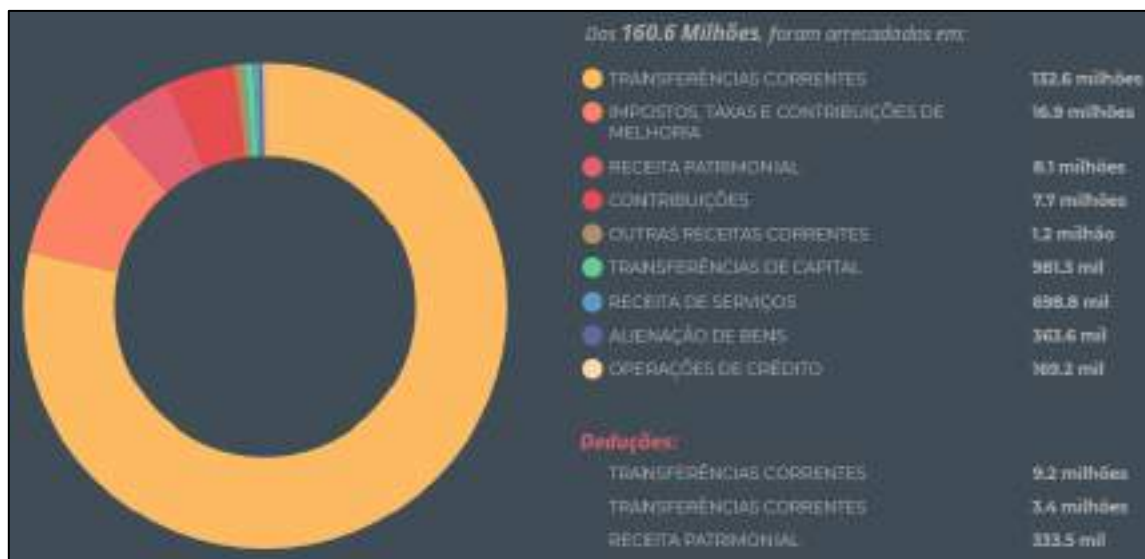 Dos 160.6 Milhões, foram arrecadados em:
TRANSFERÊNCIAS CORRENTES 132.6 milhões
IMPOSTOS, TAXAS E CONTRIBUIÇÕES DE 16.9 milhões
MELHORIA
RECEITA PATRIMONIAL 8.1 milhões
CONTRIBUIÇÕES 7.7 milhões
OUTRAS RECEITAS CORRENTES 1.2 milhão
TRANSFERÊNCIAS DE CAPITAL 981.3 mil
RECEITA DE SERVIÇOS 698.8 mil
ALIENAÇÃO DE BENS 363.6 mil
OPERAÇÕES DE CRÉDITO 169.2 mil
Deduções:
TRANSFERÊNCIAS CORRENTES 9.2 milhões
TRANSFERÊNCIAS CORRENTES 3.4 milhões
RECEITA PATRIMONIAL 333.5 mil